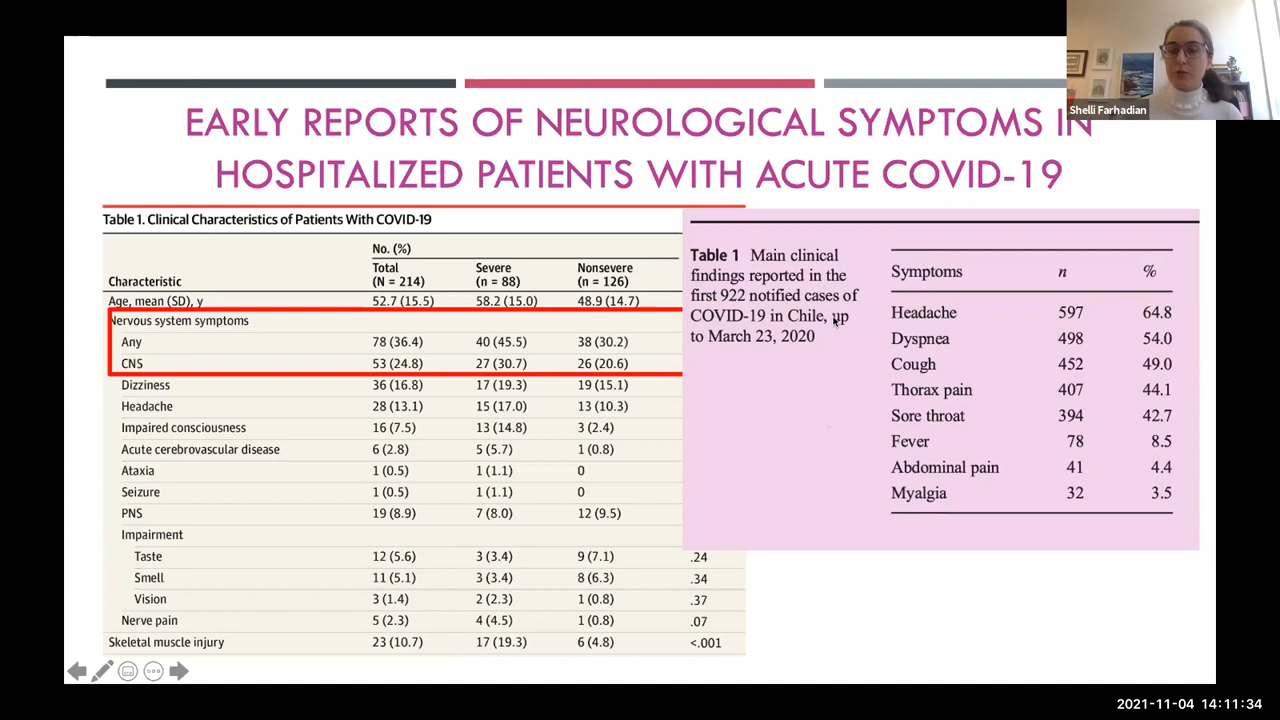 Shelli Farhadian
EARLY REPORTS OF NEUROLOGICAL SYMPTOMS IN
HOSPITALIZED PATIENTS WITH ACUTE COVID-19
Table 1. Clinical Characteristics of Patients With COVID-19
No. (%)
Total Severe Nonsevere
Characteristic (N = 214) (n = 88) (n = 126)
Age, mean (SD), y 52.7 (15.5) 58.2 (15.0) 48.9 (14.7)
Nervous system symptoms
Any 78 (36.4) 40 (45.5) 38 (30.2)
CNS 53 (24.8) 27 (30.7) 26 (20.6)
Dizziness 36 (16.8) 17 (19.3) 19 (15.1)
Headache 28 (13.1) 15 (17.0) 13 (10.3)
Impaired consciousness 16 (7.5) 13 (14.8) 3 (2.4)
Acute cerebrovascular disease 6 (2.8) 5 (5.7) 1 (0.8)
Ataxia 1 (0.5) 1 (1.1) 0
Seizure 1 (0.5) 1 (1.1) 0
PNS 19 (8.9) 7 (8.0) 12 (9.5)
Impairment
Taste 12 (5.6) 3 (3.4) 9 (7.1) .24
Smell 11 (5.1) 3 (3.4) 8 (6.3) .34
Vision 3 (1.4) 2 (2.3) 1 (0.8) .37
Nerve pain 5 (2.3) 4 (4.5) 1 (0.8) .07
Skeletal muscle injury 23 (10.7) 17 (19.3) 6 (4.8) <.001
Table 1 Main clinical
findings reported in the
first 922 notified cases of
COVID-19 in Chile, up
to March 23, 2020
Symptoms n %
Headache 597 64.8
Dyspnea 498 54.0
Cough 452 49.0
Thorax pain 407 44.1
Sore throat 394 42.7
Fever 78 8.5
Abdominal pain 41 4.4
Myalgia 32 3.5
2021-11-04 14:11:34